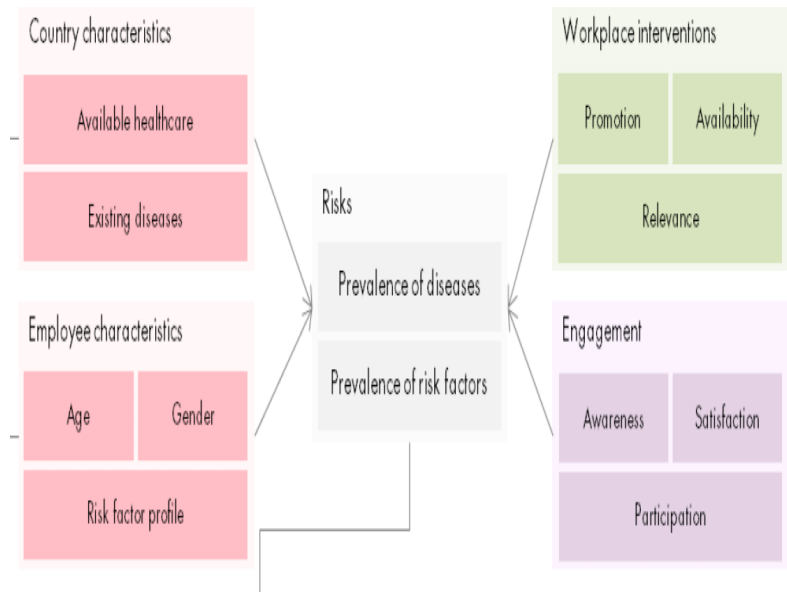 Country characteristics
Available healthcare
Existing diseases
Employee characteristics
Age
Gender
Risk factor profile
Risks
Prevalence of diseases
Prevalence of risk factors
Workplace interventions
Promotion
Availability
Relevance
Engagement
Awareness
Satisfaction
Participation